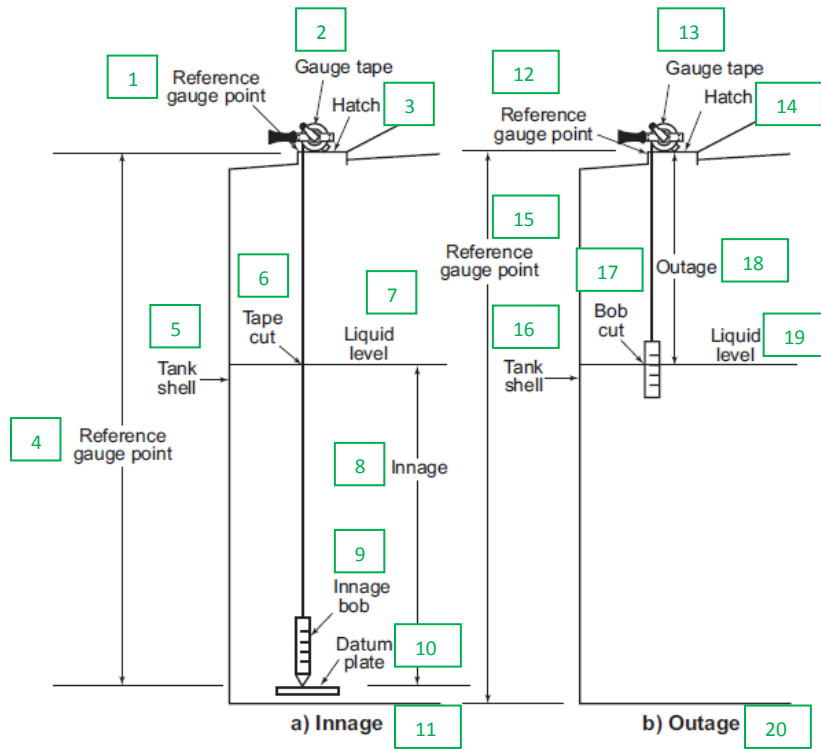 2
13
Gauge tape
Gauge tape
1
Reference
gauge point
Hatch
3
12
Reference
gauge point
Hatch
14
15
Reference
gauge point
6
Tape
cut
7
Liquid
level
17
Bob
cut
Outage
18
5
Tank
shell
16
Tank
shell
Liquid
level
19
4
Reference
gauge point
8
Innage
9
Innage
bob
Datum
plate
10
a) Innage
11
b) Outage
20